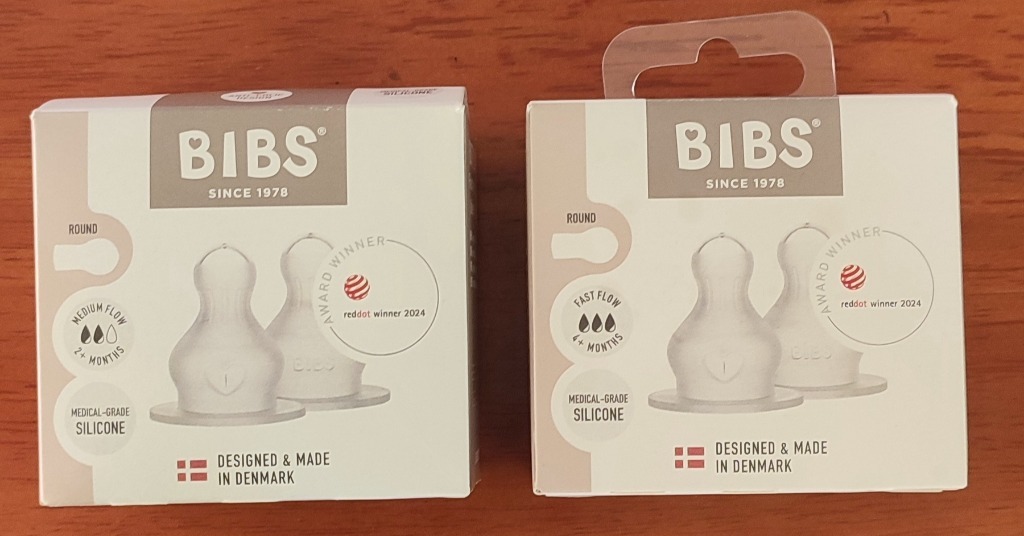 SILICONE
BIBS®
SINCE 1978
ROUND
MEDIUM FLOW
2+ MONTHS
MEDICAL-GRADE
SILICONE
AWARD WINNER
reddot winner 2024
DESIGNED & MADE
IN DENMARK
BIBS®
SINCE 1978
ROUND
FAST FLOW
4+ MONTHS
MEDICAL-GRADE
SILICONE
AWARD WINNER
reddot winner 2024
BIBS
DESIGNED & MADE
IN DENMARK